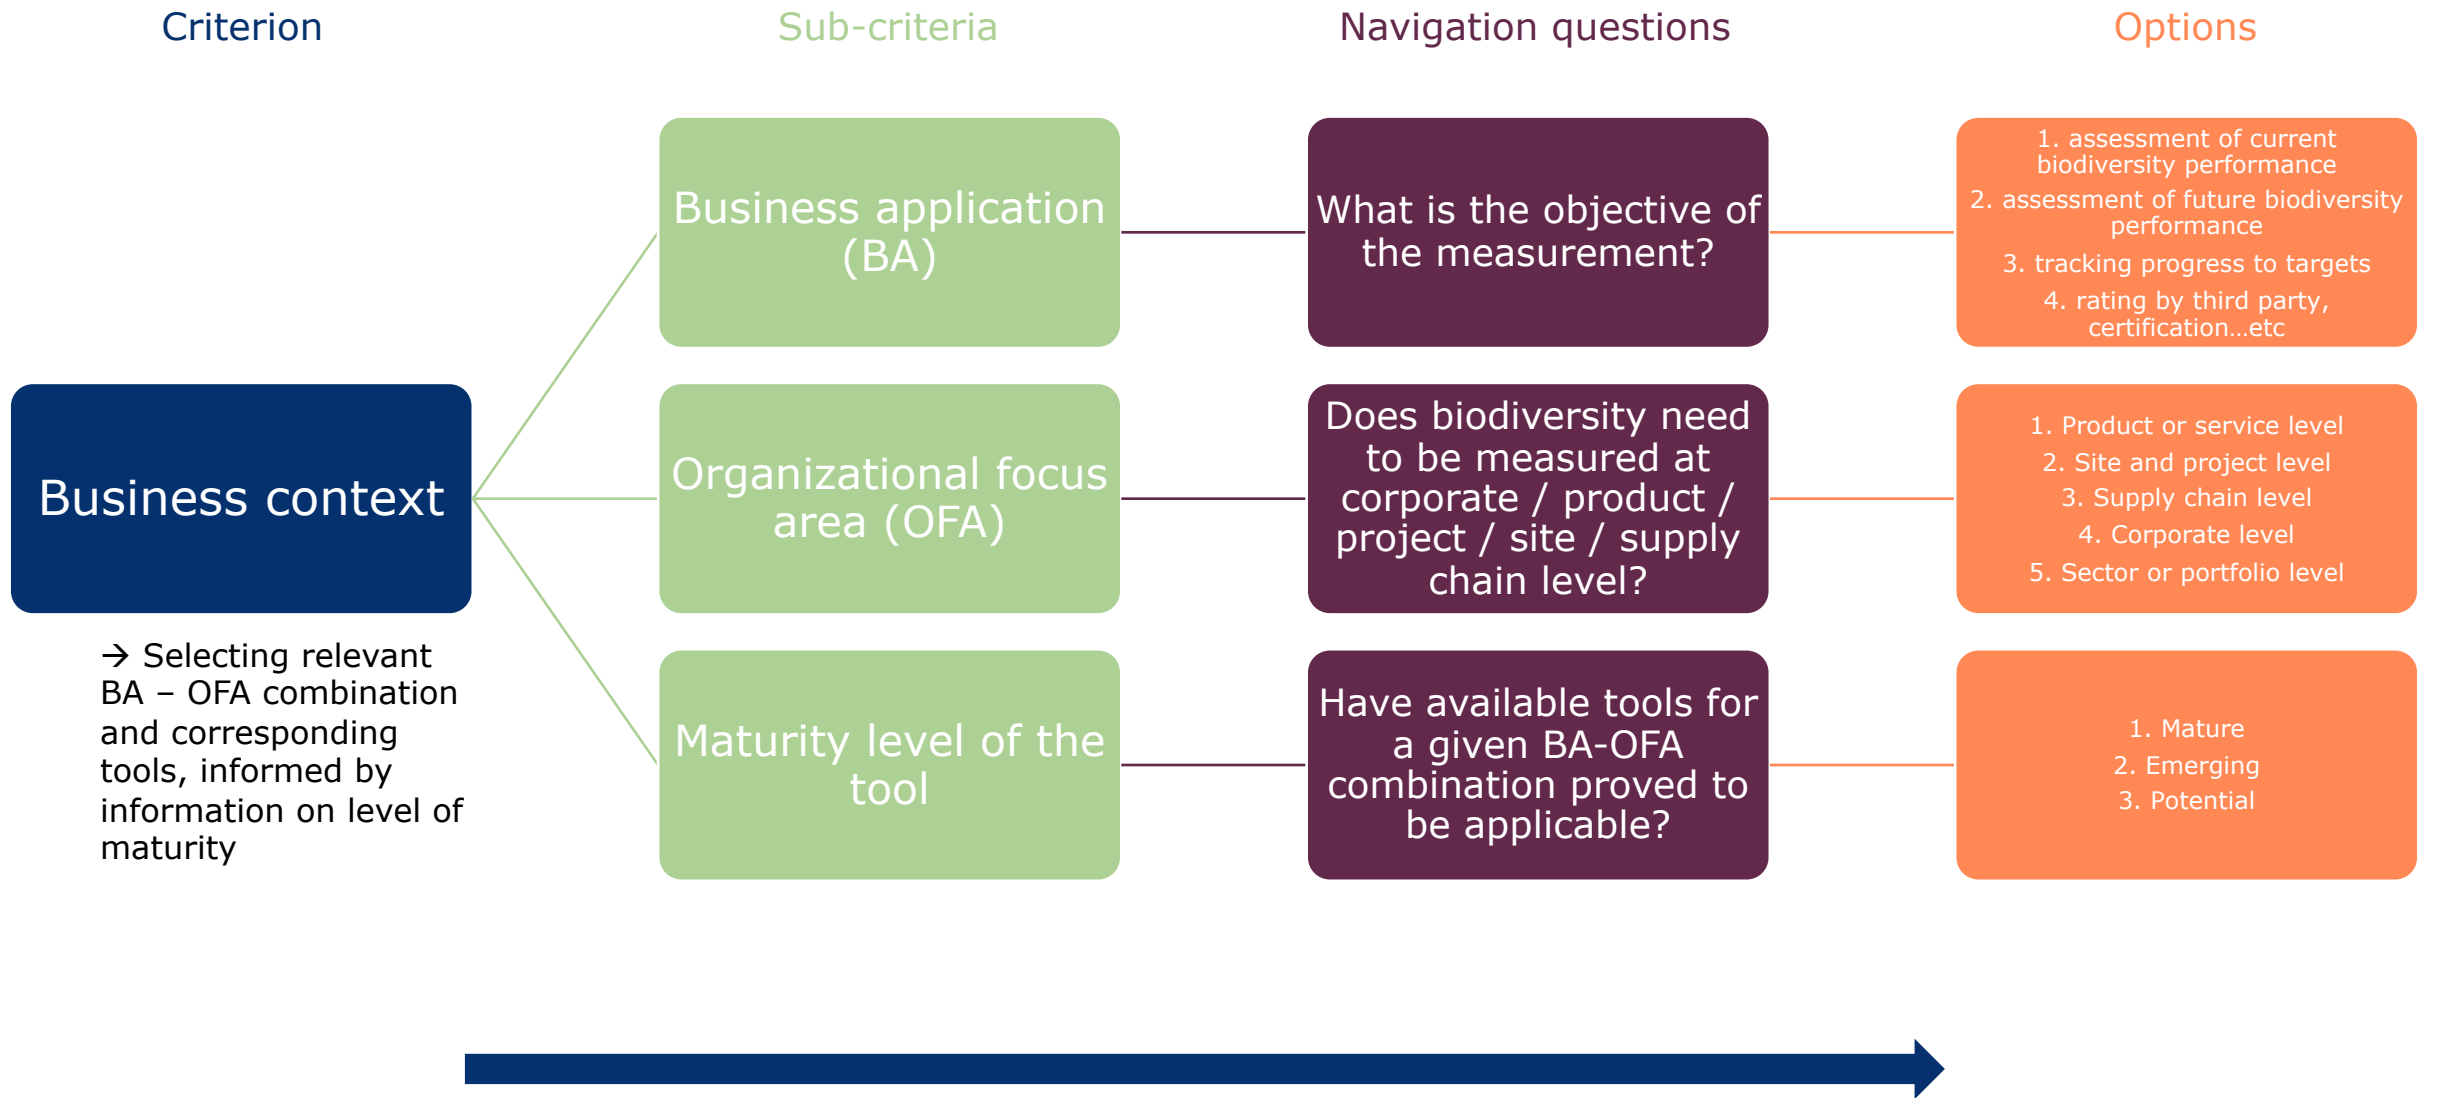 Criterion
Sub-criteria
Navigation questions
Options
Business context
→ Selecting relevant
BA – OFA combination
and corresponding
tools, informed by
information on level of
maturity
Business application
(BA)
What is the objective of
the measurement?
1. assessment of current
biodiversity performance
2. assessment of future biodiversity
performance
3. tracking progress to targets
4. rating by third party,
certification...etc
Organizational focus
area (OFA)
Does biodiversity need
to be measured at
corporate / product /
project / site / supply
chain level?
1. Product or service level
2. Site and project level
3. Supply chain level
4. Corporate level
5. Sector or portfolio level
Maturity level of the
tool
Have available tools for
a given BA-OFA
combination proved to
be applicable?
1. Mature
2. Emerging
3. Potential